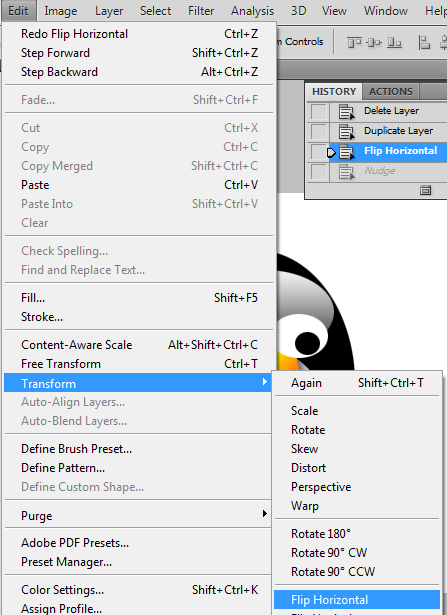 Edit Image Layer Select Filter Analysis 3D View Window Help
Redo Flip Horizontal Ctrl+Z
Step Forward Shift+Ctrl+Z
Step Backward Alt+Ctrl+Z
Controls
Fade... Shift+Ctrl+F
HISTORY ACTIONS
Delete Layer
Duplicate Layer
Flip Horizontal
Nudge
Cut Ctrl+X
Copy Ctrl+C
Copy Merged Shift+Ctrl+C
Paste Ctrl+V
Paste Into Shift+Ctrl+V
Clear
Check Spelling...
Find and Replace Text...
Fill... Shift+F5
Stroke...
Content-Aware Scale Alt+Shift+Ctrl+C
Free Transform Ctrl+T
Transform
Auto-Align Layers...
Auto-Blend Layers...
Define Brush Preset...
Define Pattern...
Define Custom Shape...
Purge
Adobe PDF Presets...
Preset Manager...
Color Settings... Shift+Ctrl+K
Assign Profile...
Again Shift+Ctrl+T
Scale
Rotate
Skew
Distort
Perspective
Warp
Rotate 180°
Rotate 90° CW
Rotate 90° CCW
Flip Horizontal